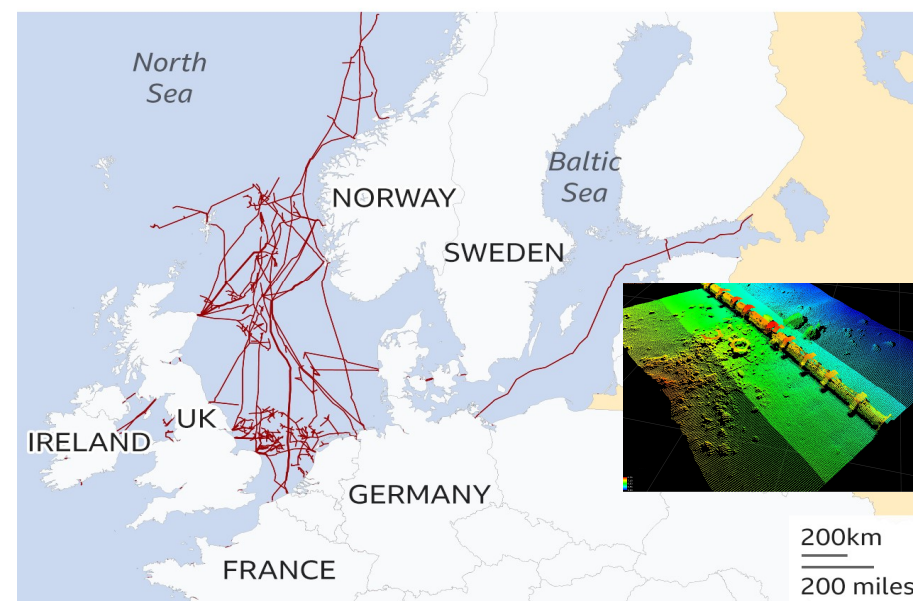 North
Sea
Baltic
Sea
NORWAY
SWEDEN
UK
IRELAND
GERMANY
FRANCE
200km
200 miles